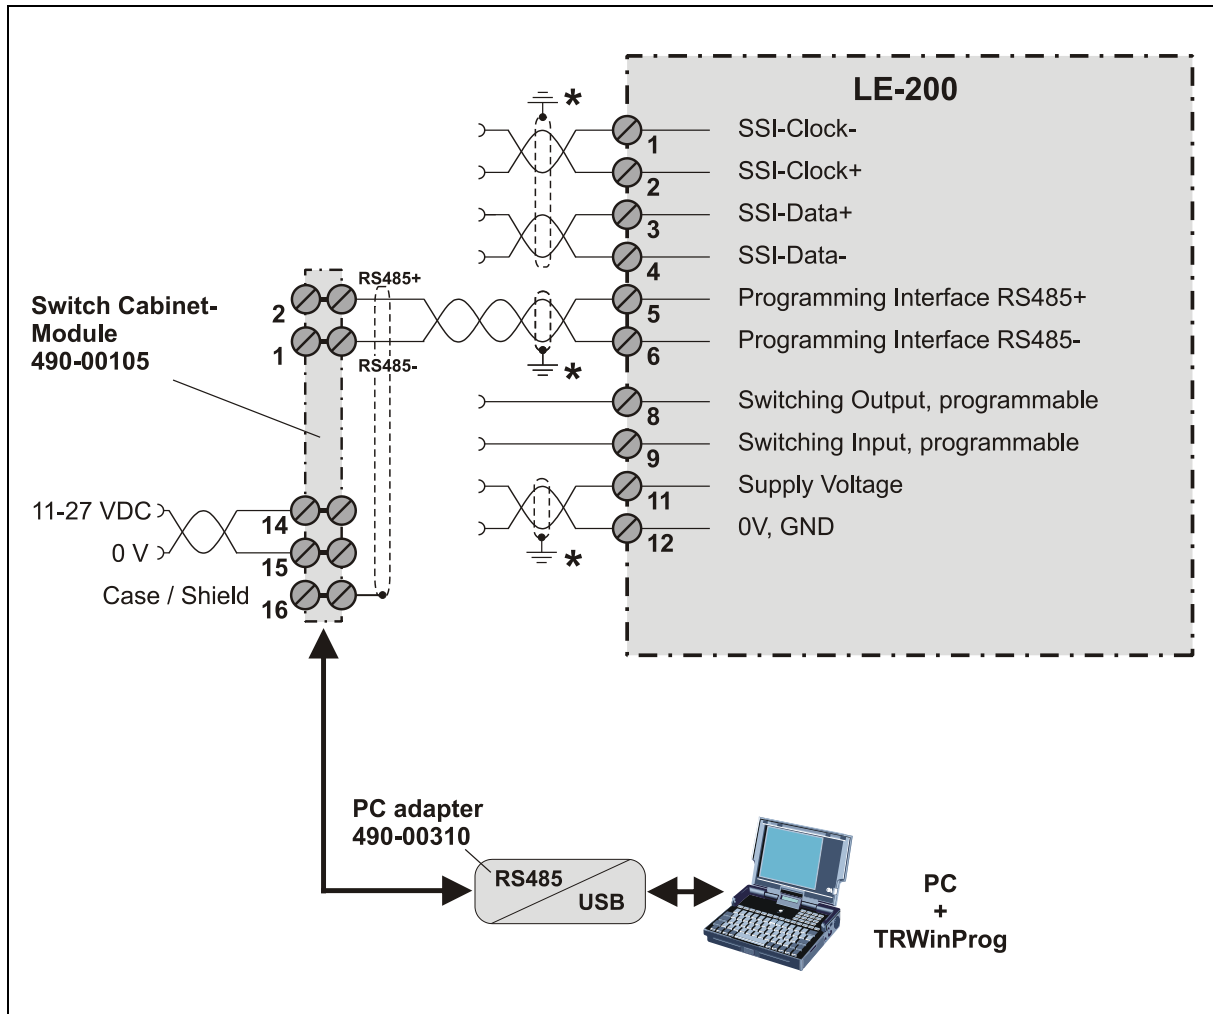 LE-200
*
1 SSI-Clock-
2 SSI-Clock+
3 SSI-Data+
4 SSI-Data-
5 Programming Interface RS485+
6 Programming Interface RS485-
*
8 Switching Output, programmable
9 Switching Input, programmable
11 Supply Voltage
12 0V, GND
*
Switch Cabinet-
Module
490-00105
2
RS485+
1
RS485-
11-27 VDC
14
0 V
15
Case / Shield
16
PC adapter
490-00310
RS485
USB
PC
+
TRWinProg